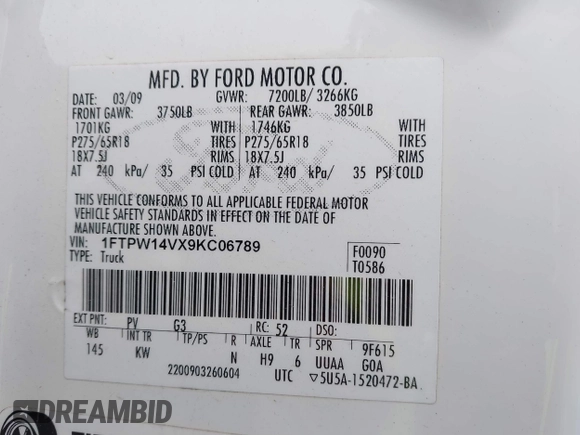 MFD. BY FORD MOTOR CO.
DATE: 03/09 GVWR: 7200LB/ 3266KG
FRONT GAWR: 3750LB REAR GAWR: 3850LB
1701KG WITH 1746KG WITH
P275/65R18 TIRES P275/65R18 TIRES
18X7.5J RIMS 18X7.5J RIMS
AT 240 kPa/ 35 PSI COLD AT 240 kPa/ 35 PSI COLD
THIS VEHICLE CONFORMS TO ALL APPLICABLE FEDERAL MOTOR
VEHICLE SAFETY STANDARDS IN EFFECT ON THE DATE OF
MANUFACTURE SHOWN ABOVE.
VIN: 1FTPW14VX9KC06789
TYPE: Truck
F0090
T0586
EXT PNT: PV G3 RC: 52 DSO:
WB INT TR TP/PS R AXLE TR SPR 9F615
145 KW N H9 6 UUAA GOA
2200903260604 UTC ▽5U5A-1520472-BA
DREAMBID